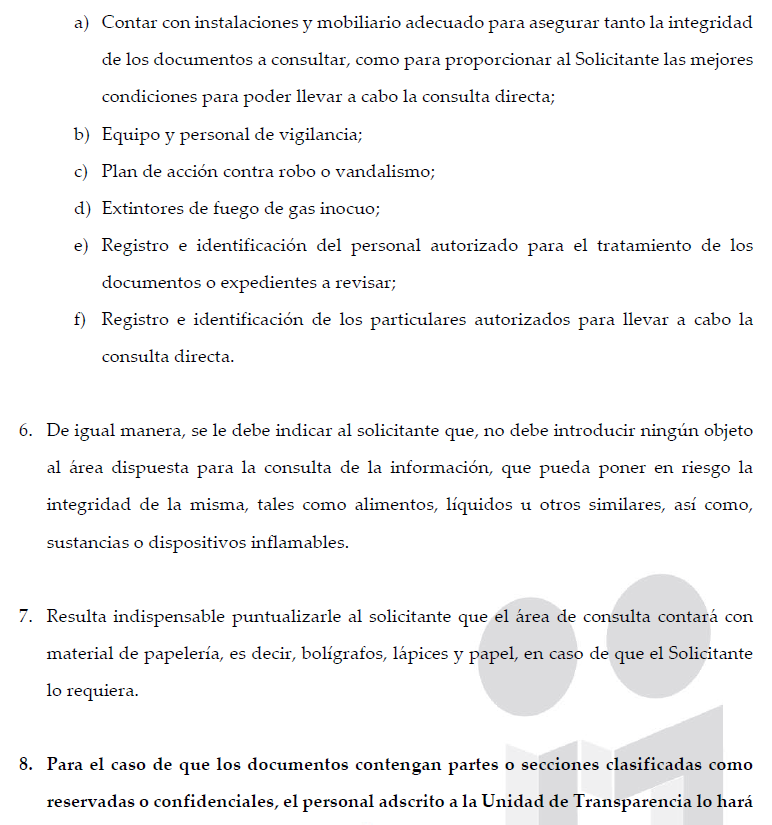 a) Contar con instalaciones y mobiliario adecuado para asegurar tanto la integridad
de los documentos a consultar, como para proporcionar al Solicitante las mejores
condiciones para poder llevar a cabo la consulta directa;
b) Equipo y personal de vigilancia;
c) Plan de acción contra robo o vandalismo;
d) Extintores de fuego de gas inocuo;
e) Registro e identificación del personal autorizado para el tratamiento de los
documentos o expedientes a revisar;
f) Registro e identificación de los particulares autorizados para llevar a cabo la
consulta directa.
6. De igual manera, se le debe indicar al solicitante que, no debe introducir ningún objeto
al área dispuesta para la consulta de la información, que pueda poner en riesgo la
integridad de la misma, tales como alimentos, líquidos u otros similares, así como,
sustancias o dispositivos inflamables.
7. Resulta indispensable puntualizarle al solicitante que el área de consulta contará con
material de papelería, es decir, bolígrafos, lápices y papel, en caso de que el Solicitante
lo requiera.
8. Para el caso de que los documentos contengan partes o secciones clasificadas como
reservadas o confidenciales, el personal adscrito a la Unidad de Transparencia lo hará